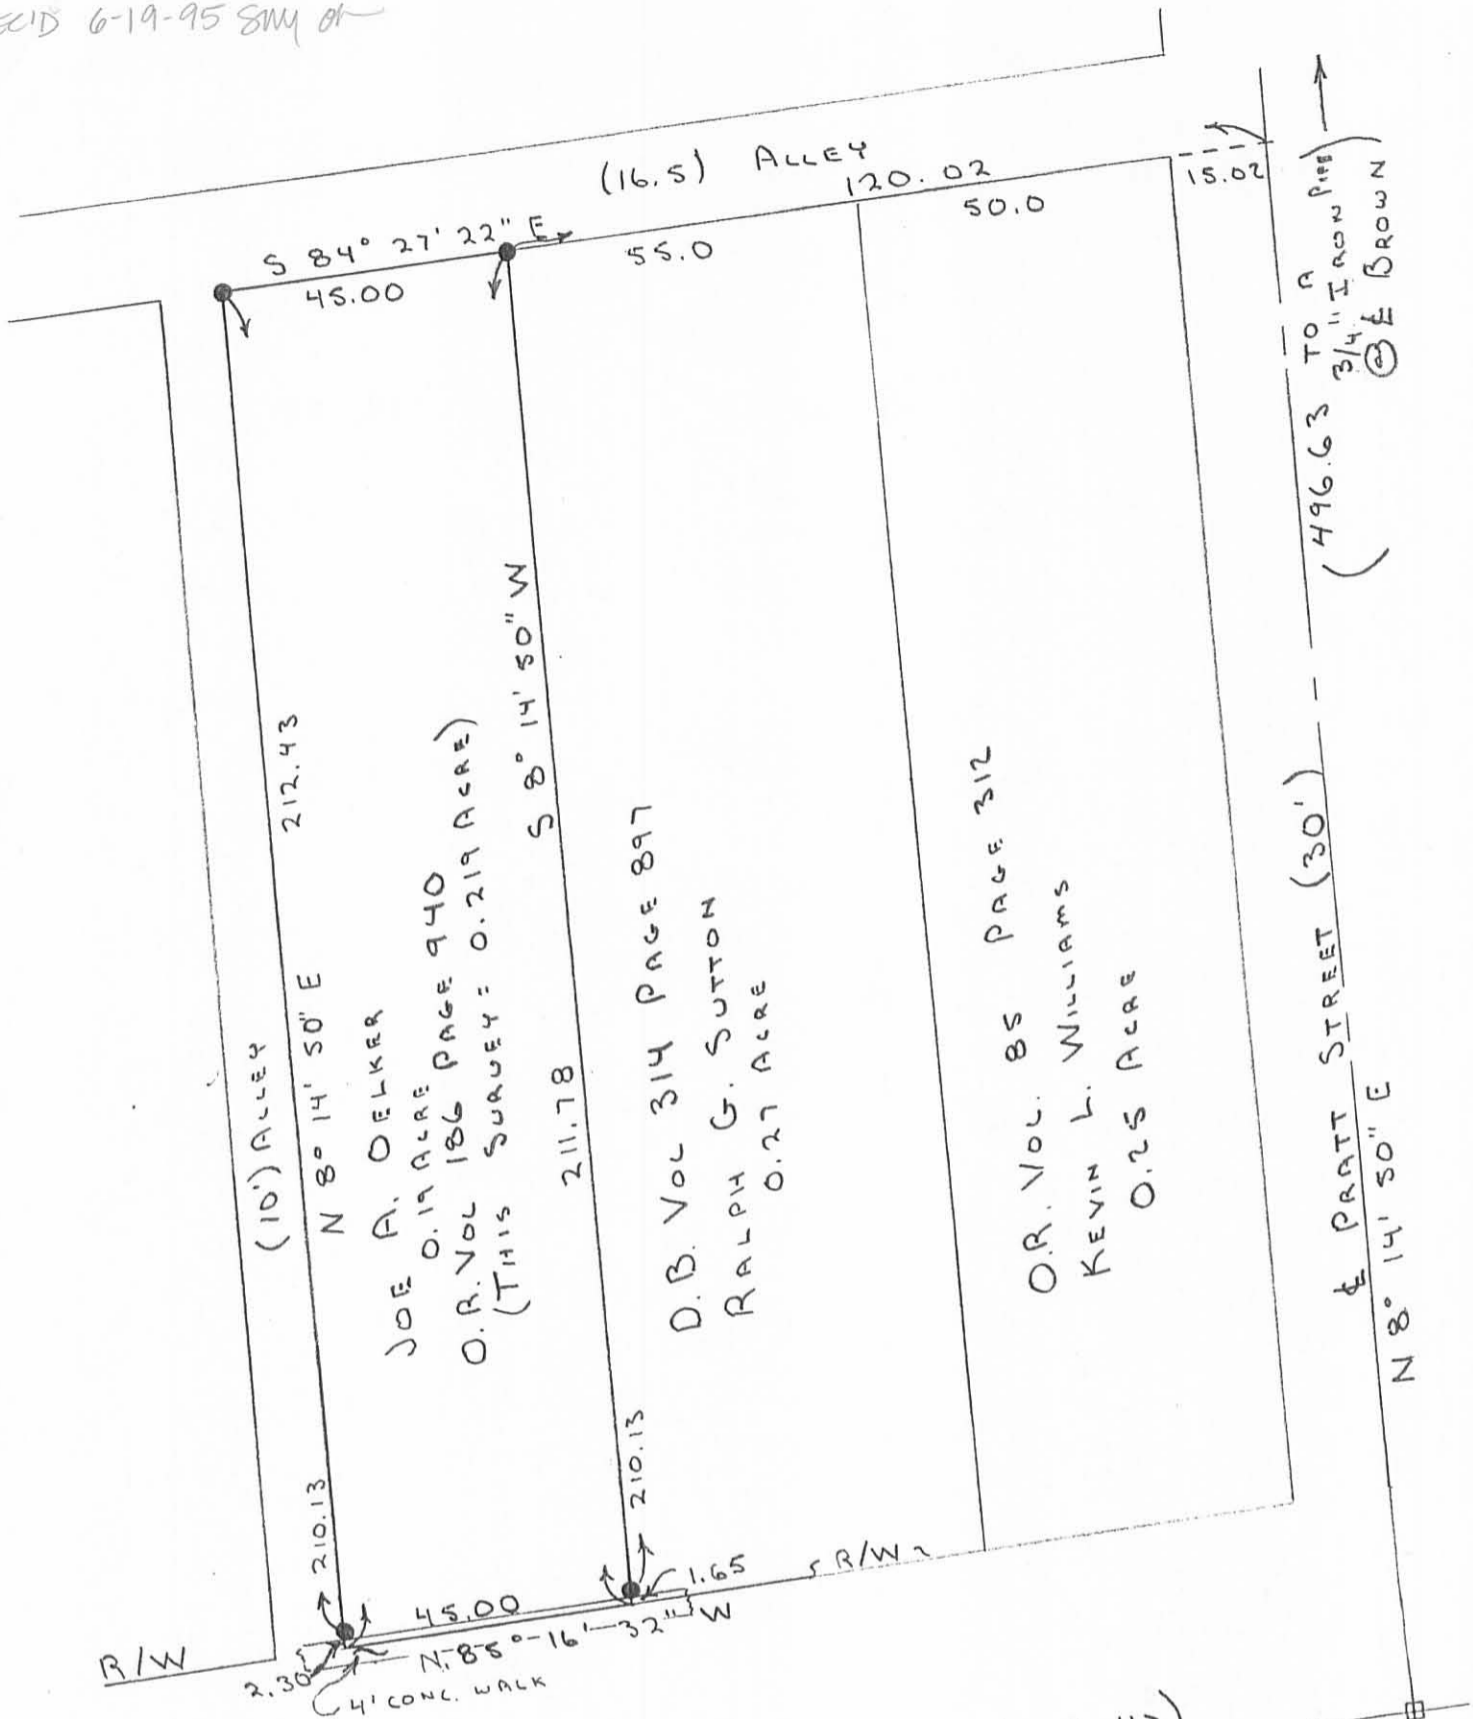 6-19-95
(16.5) ALLEY
120.02
15.02
S 84° 27' 22" E
55.0
50.0
45.00
(496.63 TO A
3/4" IRON PIPE)
@ ℄ BROWN)
(10') ALLEY
212.43
N 8° 14' 50" E
210.13
JOE A. OELKER
0.19 ACRE
O.R. VOL 186 PAGE 940
(THIS SURVEY = 0.219 ACRE)
S 8° 14' 50" W
211.78
210.13
D.B. VOL 314 PAGE 897
RALPH G. SUTTON
0.27 ACRE
O.R. VOL. 85 PAGE 312
KEVIN L. WILLIAMS
0.25 ACRE
℄ PRATT STREET (30')
N 8° 14' 50" E
R/W
1.65
45.00
N-85°-16'-32" W
R/W
2.30
4' CONC. WALK